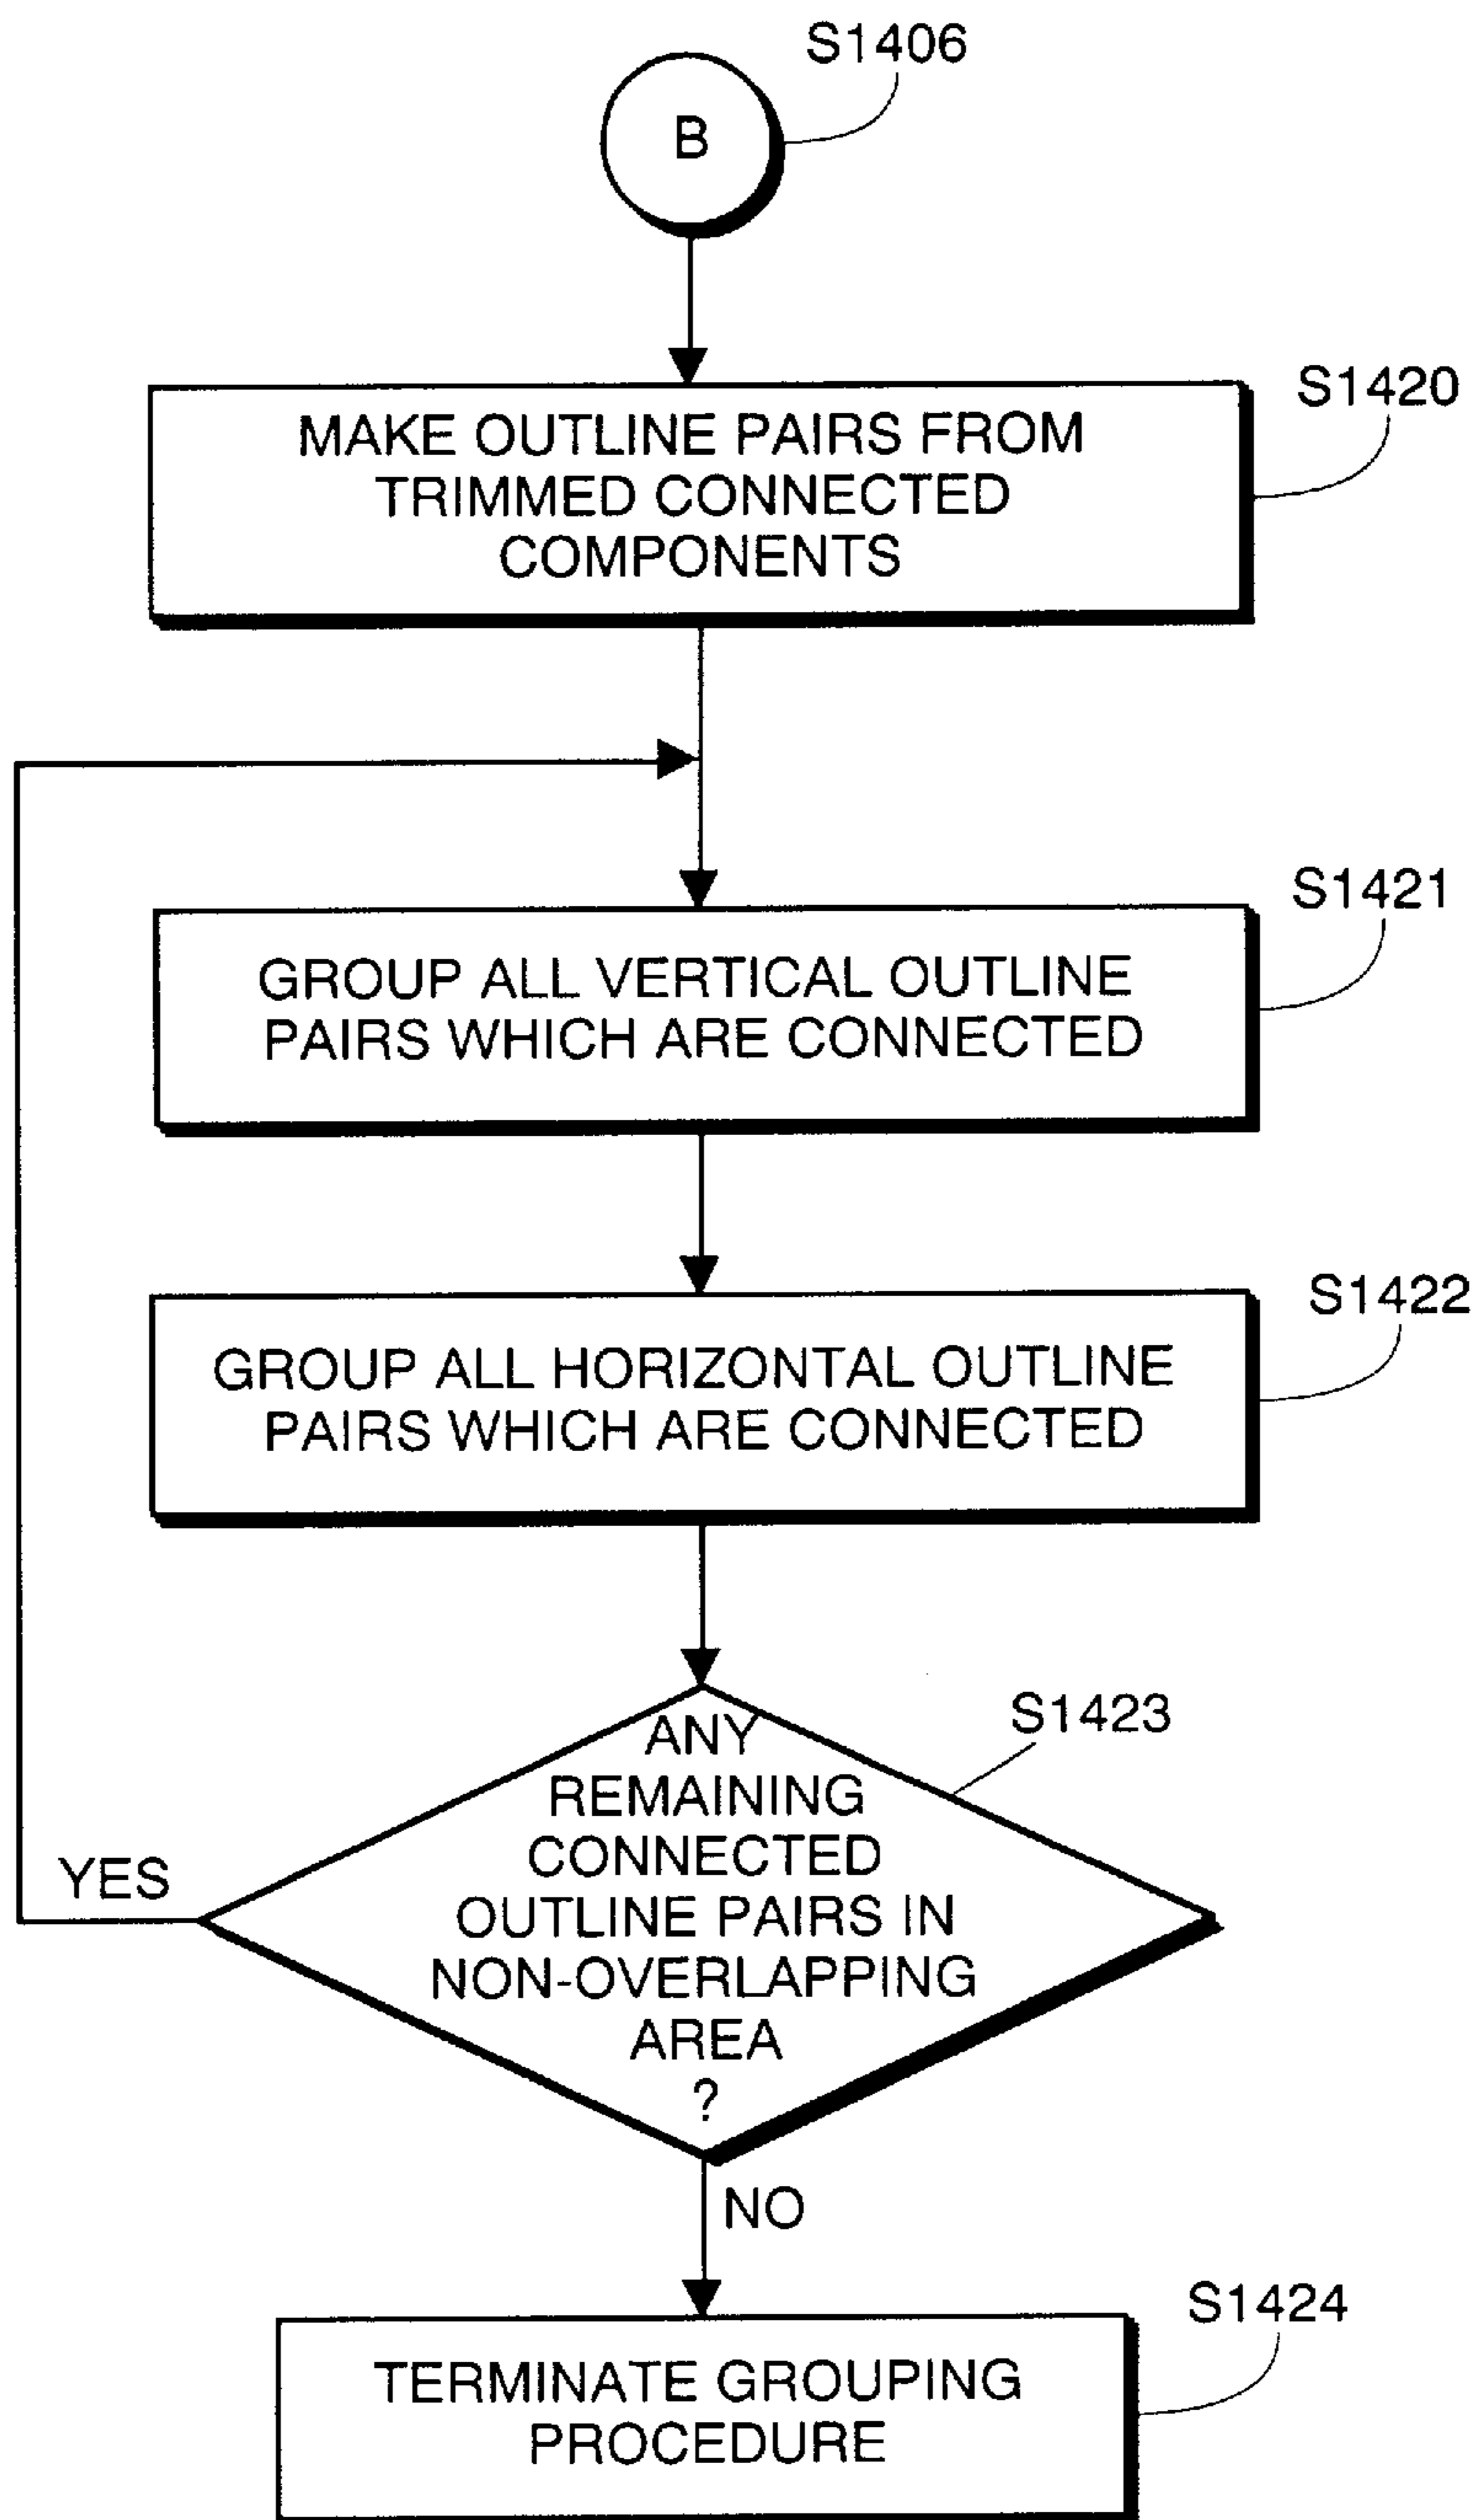 S1406
B
S1420
MAKE OUTLINE PAIRS FROM
TRIMMED CONNECTED
COMPONENTS
S1421
GROUP ALL VERTICAL OUTLINE
PAIRS WHICH ARE CONNECTED
S1422
GROUP ALL HORIZONTAL OUTLINE
PAIRS WHICH ARE CONNECTED
S1423
ANY
REMAINING
CONNECTED
OUTLINE PAIRS IN
NON-OVERLAPPING
AREA
?
YES
NO
S1424
TERMINATE GROUPING
PROCEDURE